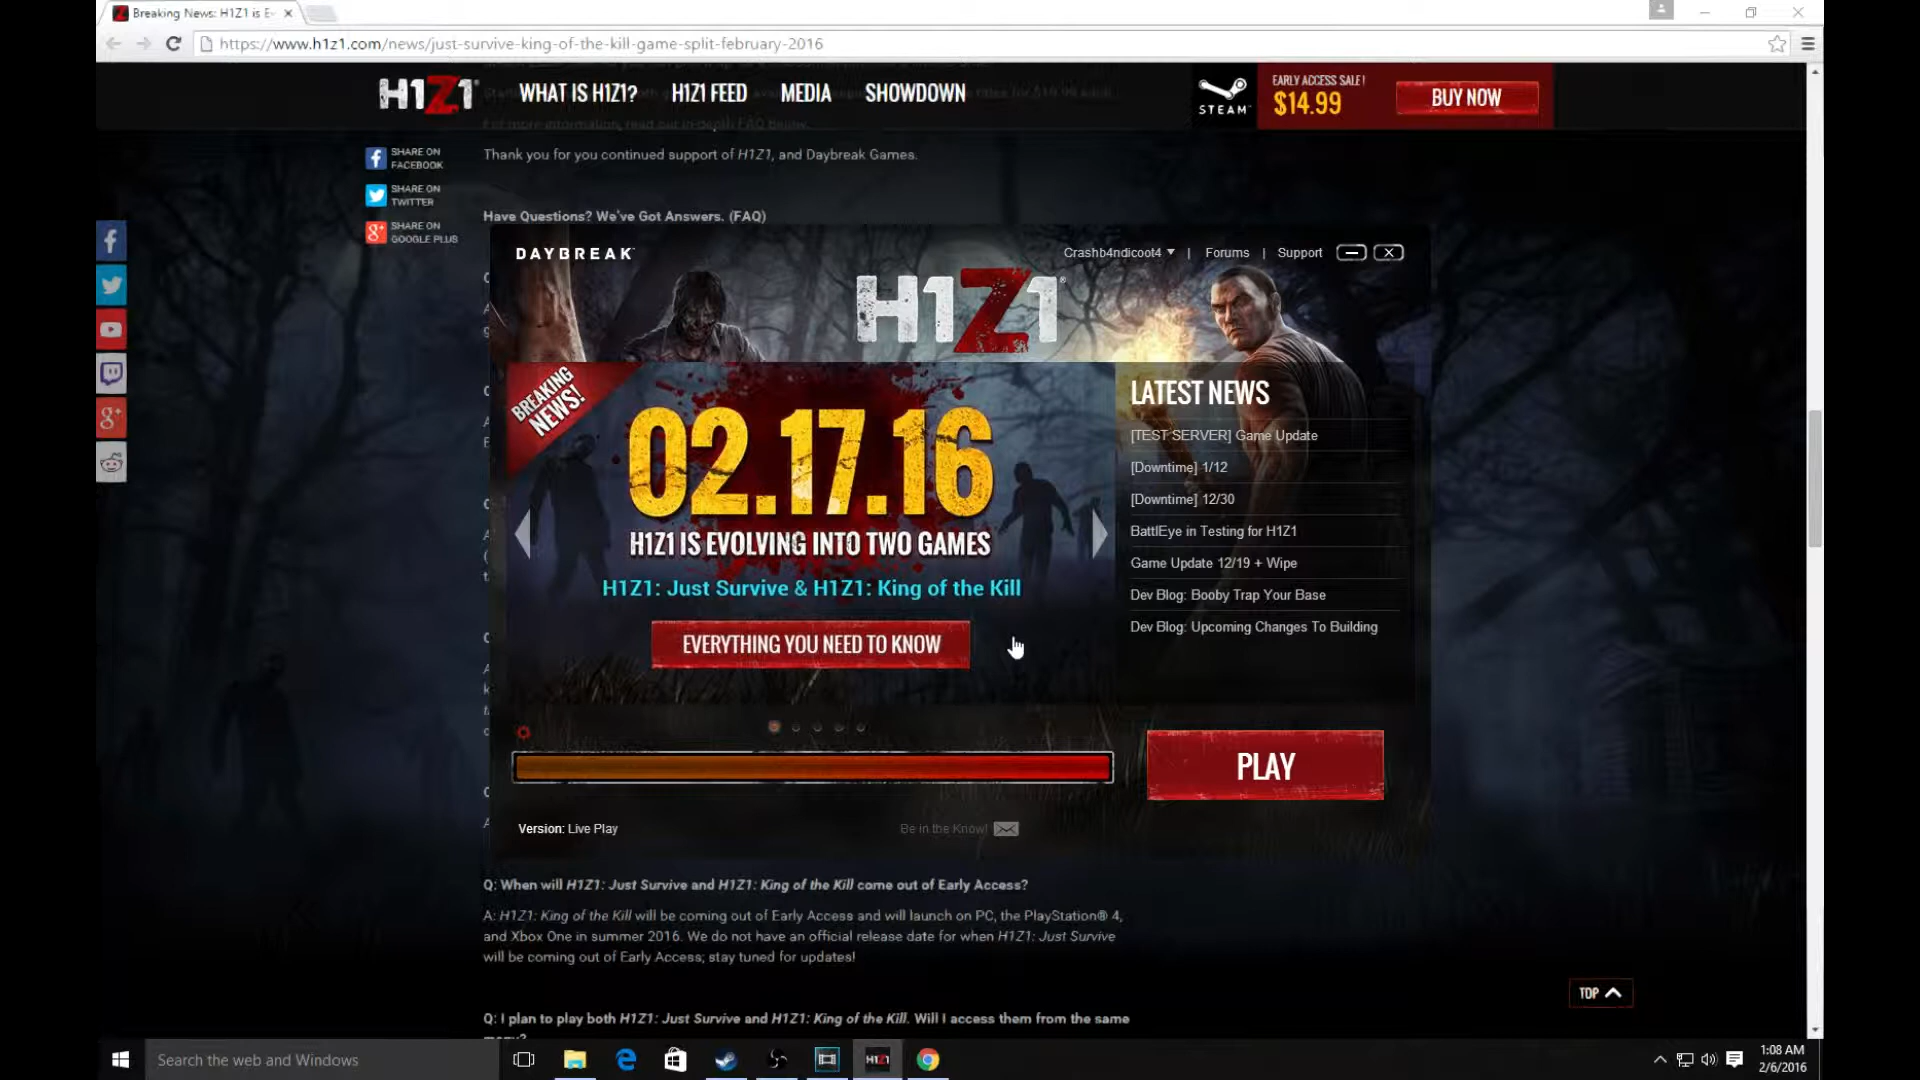 Breaking News: H1Z1 is E
https://www.h1z1.com/news/just-survive-king-of-the-kill-game-split-february-2016
H1Z1
WHAT IS H1Z1?
H1Z1 FEED
MEDIA
SHOWDOWN
STEAM
EARLY ACCESS SALE!
$14.99
BUY NOW
For more information, read our in-depth FAQ below.
SHARE ON
FACEBOOK
SHARE ON
TWITTER
SHARE ON
GOOGLE PLUS
Thank you for you continued support of H1Z1, and Daybreak Games.
Have Questions? We've Got Answers. (FAQ)
DAYBREAK
Crashb4ndicoot4 | Forums | Support
H1Z1
BREAKING
NEWS!
02.17.16
H1Z1 IS EVOLVING INTO TWO GAMES
H1Z1: Just Survive & H1Z1: King of the Kill
EVERYTHING YOU NEED TO KNOW
LATEST NEWS
[TEST SERVER] Game Update
[Downtime] 1/12
[Downtime] 12/30
BattlEye in Testing for H1Z1
Game Update 12/19 + Wipe
Dev Blog: Booby Trap Your Base
Dev Blog: Upcoming Changes To Building
PLAY
Version: Live Play
Be in the Know!
Q: When will H1Z1: Just Survive and H1Z1: King of the Kill come out of Early Access?
A: H1Z1: King of the Kill will be coming out of Early Access and will launch on PC, the PlayStation® 4,
and Xbox One in summer 2016. We do not have an official release date for when H1Z1: Just Survive
will be coming out of Early Access; stay tuned for updates!
TOP
Q: I plan to play both H1Z1: Just Survive and H1Z1: King of the Kill. Will I access them from the same
Search the web and Windows
H1Z1
1:08 AM
2/6/2016